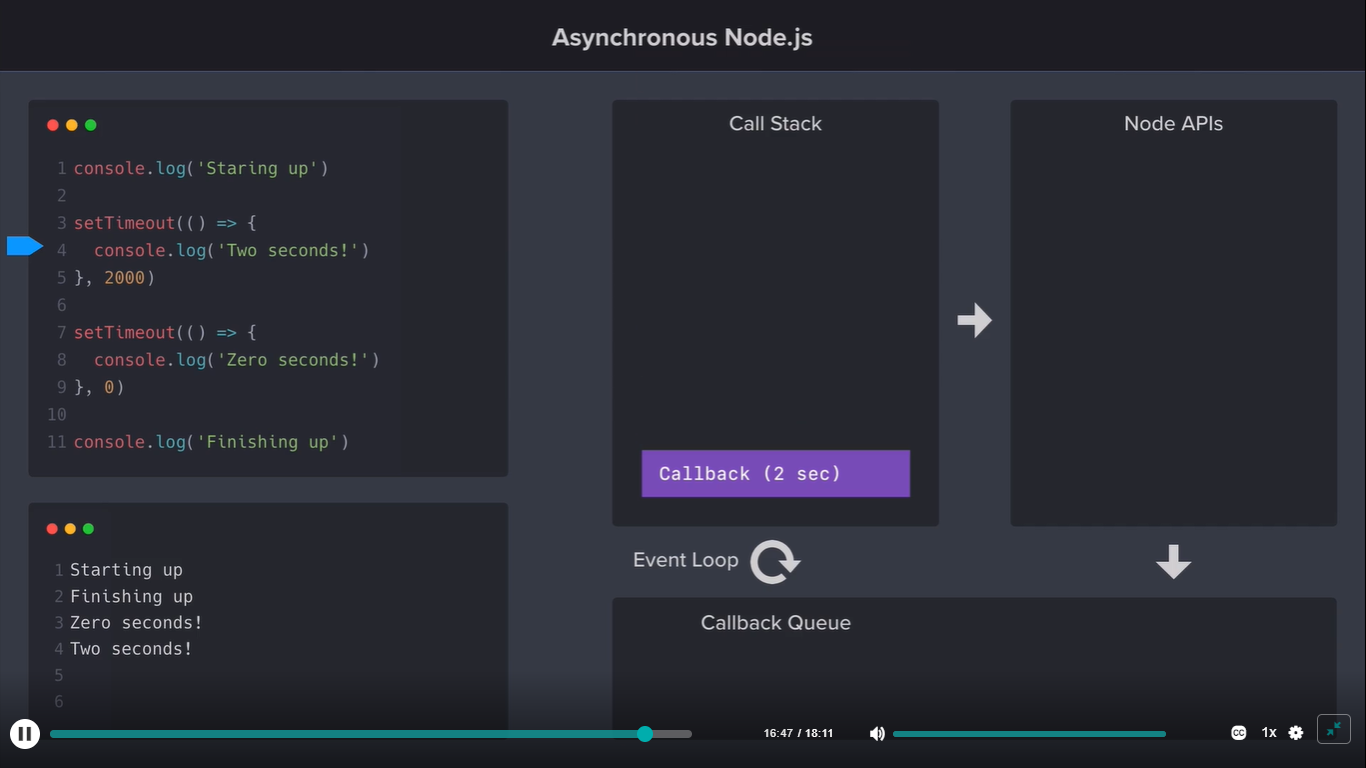 Asynchronous Node.js
1 console.log('Staring up')
2
3 setTimeout(() => {
4   console.log('Two seconds!')
5 }, 2000)
6
7 setTimeout(() => {
8   console.log('Zero seconds!')
9 }, 0)
10
11 console.log('Finishing up')
1 Starting up
2 Finishing up
3 Zero seconds!
4 Two seconds!
5
6
Call Stack
Callback (2 sec)
Node APIs
Event Loop
Callback Queue
16:47 / 18:11
CC
1x